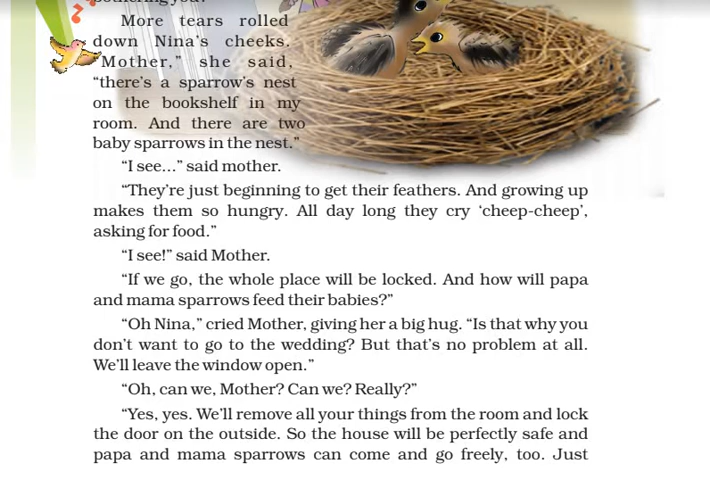 More tears rolled
down Nina's cheeks.
"Mother," she said,
"there's a sparrow's nest
on the bookshelf in my
room. And there are two
baby sparrows in the nest."
"I see…" said mother.
"They're just beginning to get their feathers. And growing up
makes them so hungry. All day long they cry 'cheep-cheep',
asking for food."
"I see!" said Mother.
"If we go, the whole place will be locked. And how will papa
and mama sparrows feed their babies?"
"Oh Nina," cried Mother, giving her a big hug. "Is that why you
don't want to go to the wedding? But that's no problem at all.
We'll leave the window open."
"Oh, can we, Mother? Can we? Really?"
"Yes, yes. We'll remove all your things from the room and lock
the door on the outside. So the house will be perfectly safe and
papa and mama sparrows can come and go freely, too. Just